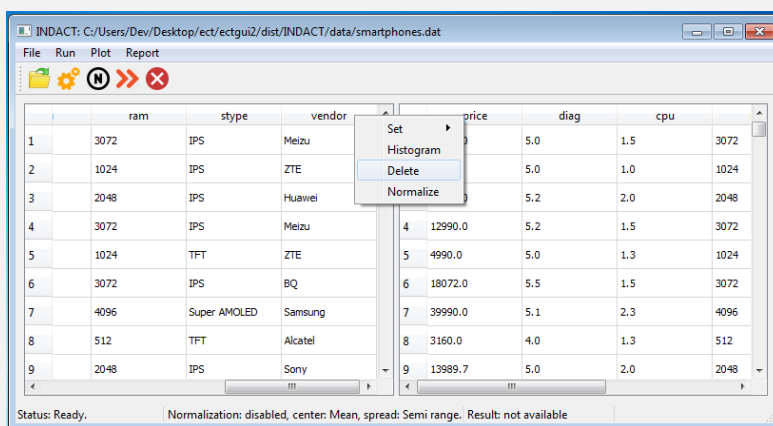 INDACT: C:/Users/Dev/Desktop/ect/ectgui2/dist/INDACT/data/smartphones.dat
File Run Plot Report
N
ram stype vendor price diag cpu
1 3072 IPS Meizu 5.0 1.5 3072
2 1024 IPS ZTE 5.0 1.0 1024
3 2048 IPS Huawei 5.2 2.0 2048
4 3072 IPS Meizu 4 12990.0 5.2 1.5 3072
5 1024 TFT ZTE 5 4990.0 5.0 1.3 1024
6 3072 IPS BQ 6 18072.0 5.5 1.5 3072
7 4096 Super AMOLED Samsung 7 39990.0 5.1 2.3 4096
8 512 TFT Alcatel 8 3160.0 4.0 1.3 512
9 2048 IPS Sony 9 13989.7 5.0 2.0 2048
Set
Histogram
Delete
Normalize
Status: Ready. Normalization: disabled, center: Mean, spread: Semi range. Result: not available